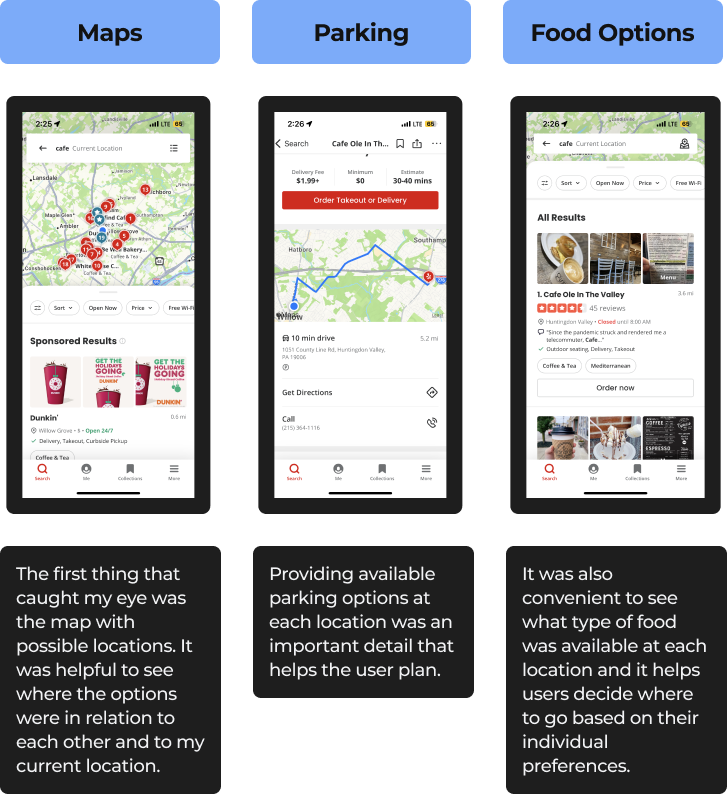 Maps
Parking
Food Options
2:25
LTE 65
cafe Current Location
Lansdale
Maple Glen
Ambler
Ivyland
Southampton
Conshohocken
Coffee & Tea
Coffee & Tea
Sort
Open Now
Price
Free Wi-Fi
Sponsored Results
GET THE
HOLIDAYS
GOING
DUNKIN'
GET THE
HOLIDAYS
GOING
DUNKIN'
Dunkin'
0.6 mi
Willow Grove • $ • Open 24/7
Delivery, Takeout, Curbside Pickup
Coffee & Tea
Search
Me
Collections
More
2:26
LTE 65
Search
Cafe Ole In Th...
Delivery Fee
$1.99+
Minimum
$0
Estimate
30-40 mins
Order Takeout or Delivery
Hatboro
Southamp
Willow
276
10 min drive
5.2 mi
1051 County Line Rd, Huntingdon Valley,
PA 19006
Get Directions
Call
(215) 364-1116
Search
Me
Collections
More
2:26
LTE 65
cafe Current Location
Sort
Open Now
Price
Free Wi-Fi
All Results
Menu
1. Cafe Ole In The Valley
3.6 mi
45 reviews
Huntingdon Valley • Closed until 8:00 AM
"Since the pandemic struck and rendered me a
telecommuter, Cafe..."
Outdoor seating, Delivery, Takeout
Coffee & Tea
Mediterranean
Order now
COFFEE
ESPRESSO
Search
Me
Collections
More
The first thing that
caught my eye was
the map with
possible locations. It
was helpful to see
where the options
were in relation to
each other and to my
current location.
Providing available
parking options at
each location was an
important detail that
helps the user plan.
It was also
convenient to see
what type of food
was available at each
location and it helps
users decide where
to go based on their
individual
preferences.